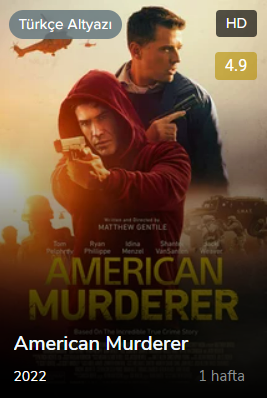 Türkçe Altyazı
HD
4.9
Written and Directed by
MATTHEW GENTILE
Tom Ryan Idina Shantel Jacki
Pelphrey Phillippe Menzel VanSanten Weaver
AMERICAN
MURDERER
Based On The Incredible True Crime Story
American Murderer
2022
1 hafta